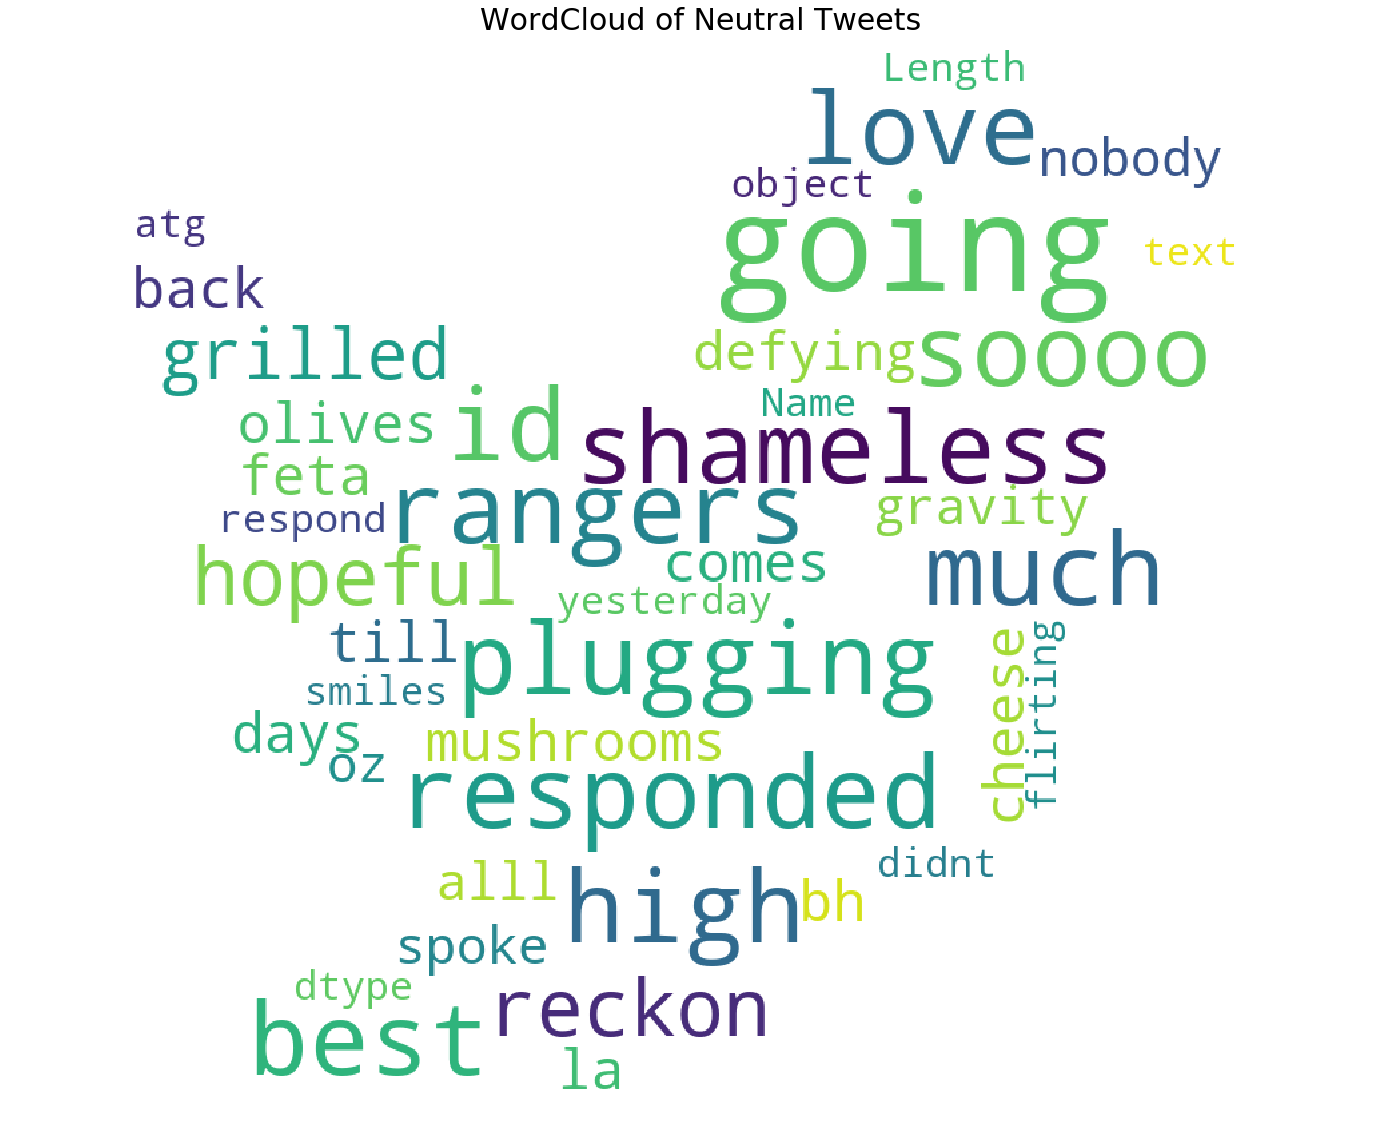 WordCloud of Neutral Tweets
Length
love
nobody
object
atg
going
text
back
grilled
defying
soooo
Name
olives
id
shameless
feta
rangers
gravity
respond
hopeful
comes
much
yesterday
till
plugging
cheese
flirting
smiles
days
mushrooms
oz
responded
didnt
alll
high
bh
spoke
dtype
reckon
best
la